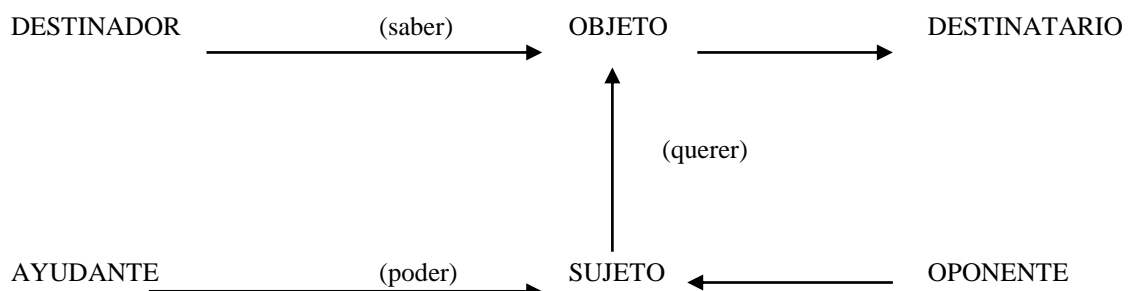 DESTINADOR (saber) OBJETO DESTINATARIO
(querer)
AYUDANTE (poder) SUJETO OPONENTE